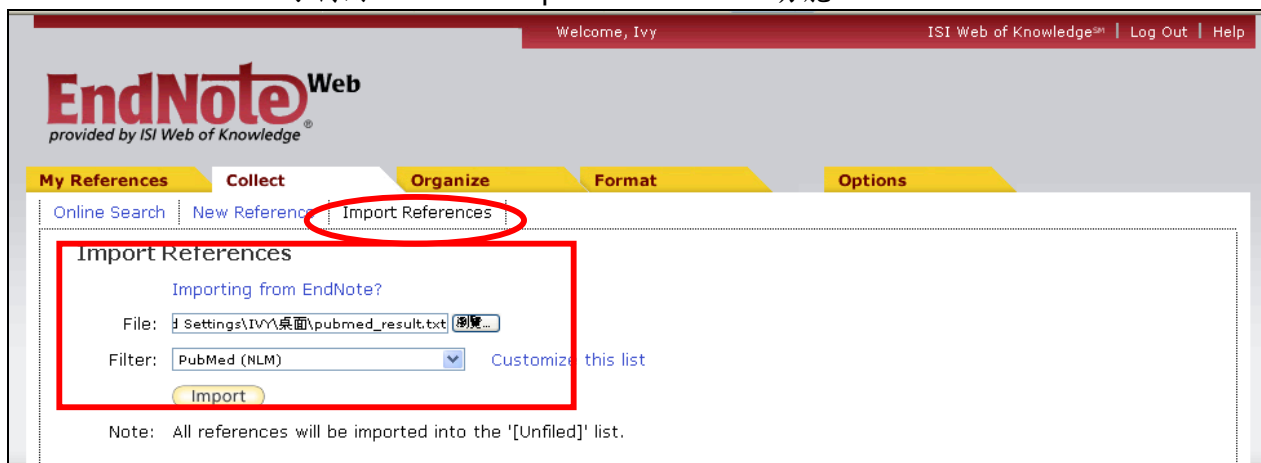 Welcome, Ivy ISI Web of Knowledge℠ | Log Out | Help
EndNote® Web
provided by ISI Web of Knowledge
My References Collect Organize Format Options
Online Search New Reference Import References
Import References
Importing from EndNote?
File: d Settings\IVY\桌面\pubmed_result.txt 瀏覽...
Filter: PubMed (NLM) Customize this list
Import
Note: All references will be imported into the '[Unfiled]' list.